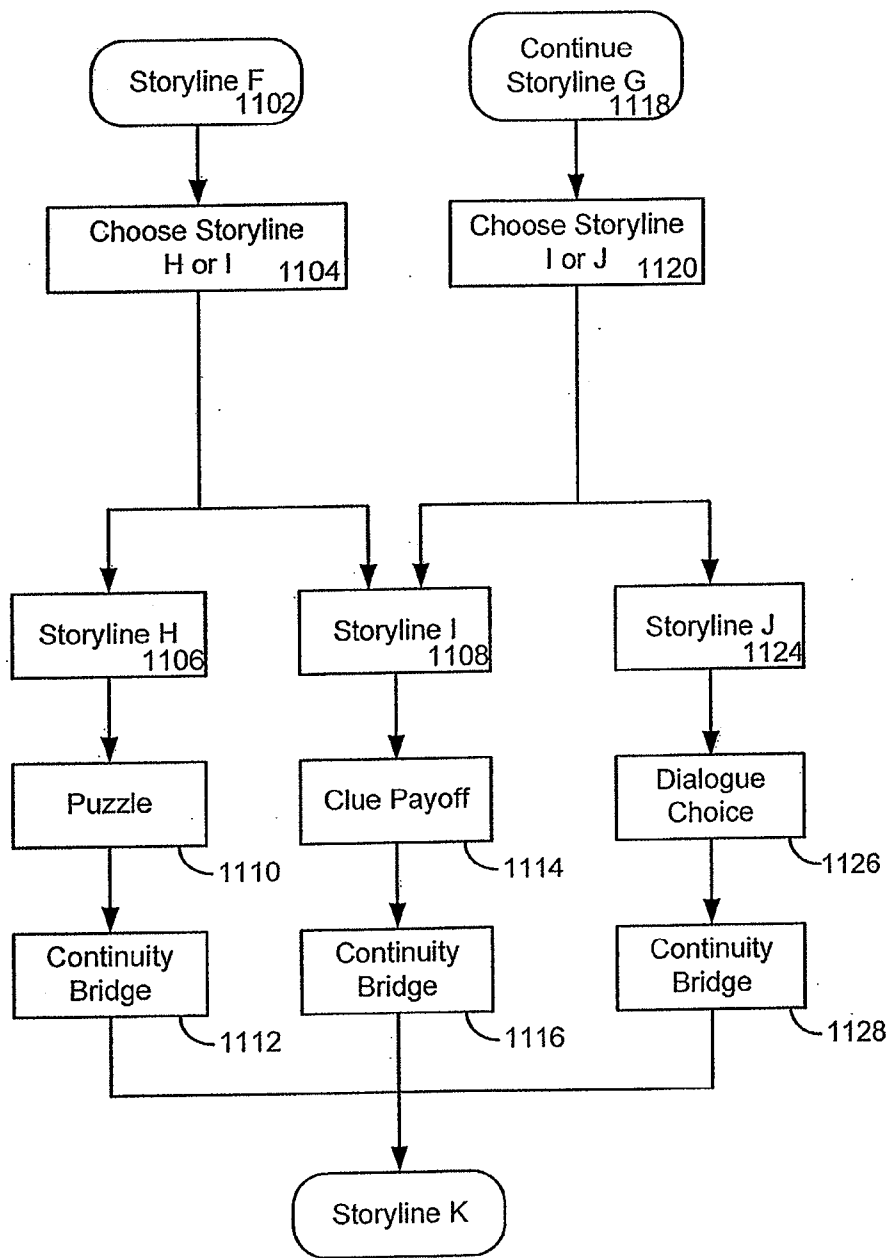 Storyline F
1102
Continue
Storyline G
1118
Choose Storyline
H or I
1104
Choose Storyline
I or J
1120
Storyline H
1106
Storyline I
1108
Storyline J
1124
Puzzle
1110
Clue Payoff
1114
Dialogue
Choice
1126
Continuity
Bridge
1112
Continuity
Bridge
1116
Continuity
Bridge
1128
Storyline K